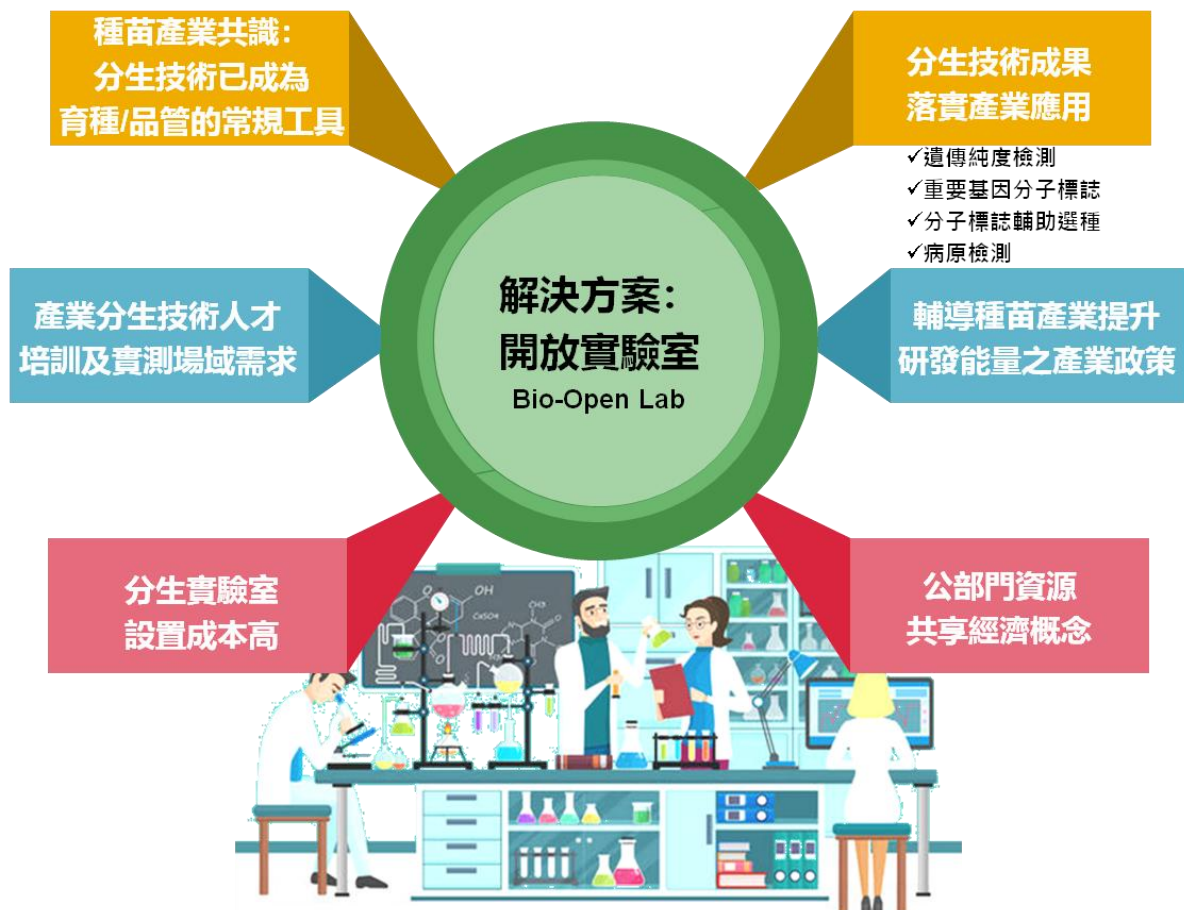 種苗產業共識：
分生技術已成為
育種/品管的常規工具
分生技術成果
落實產業應用
✓遺傳純度檢測
✓重要基因分子標誌
✓分子標誌輔助選種
✓病原檢測
解決方案：
開放實驗室
Bio-Open Lab
產業分生技術人才
培訓及實測場域需求
輔導種苗產業提升
研發能量之產業政策
分生實驗室
設置成本高
公部門資源
共享經濟概念
OH
CaSO4
CH3